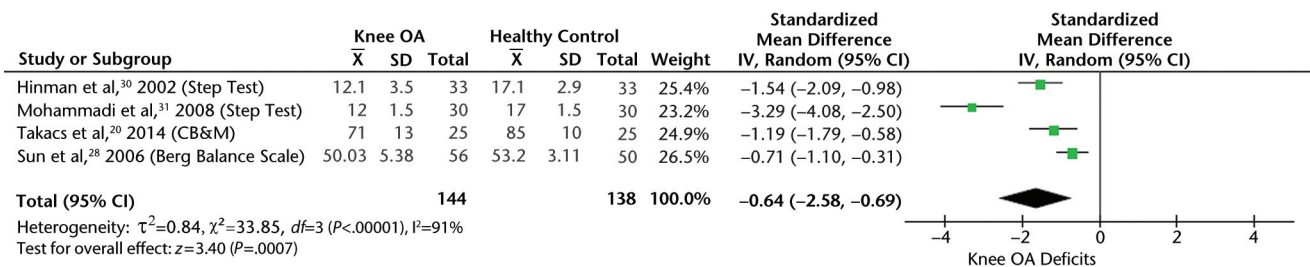 Knee OA Healthy Control Standardized Mean Difference Standardized Mean Difference
Study or Subgroup X̅ SD Total X̅ SD Total Weight IV, Random (95% CI) IV, Random (95% CI)
Hinman et al,³⁰ 2002 (Step Test) 12.1 3.5 33 17.1 2.9 33 25.4% –1.54 (–2.09, –0.98)
Mohammadi et al,³¹ 2008 (Step Test) 12 1.5 30 17 1.5 30 23.2% –3.29 (–4.08, –2.50)
Takacs et al,²⁰ 2014 (CB&M) 71 13 25 85 10 25 24.9% –1.19 (–1.79, –0.58)
Sun et al,²⁸ 2006 (Berg Balance Scale) 50.03 5.38 56 53.2 3.11 50 26.5% –0.71 (–1.10, –0.31)
Total (95% CI) 144 138 100.0% –0.64 (–2.58, –0.69)
Heterogeneity: τ²=0.84, χ²=33.85, df=3 (P<.00001), I²=91%
Test for overall effect: z=3.40 (P=.0007)
–4 –2 0 2 4
Knee OA Deficits